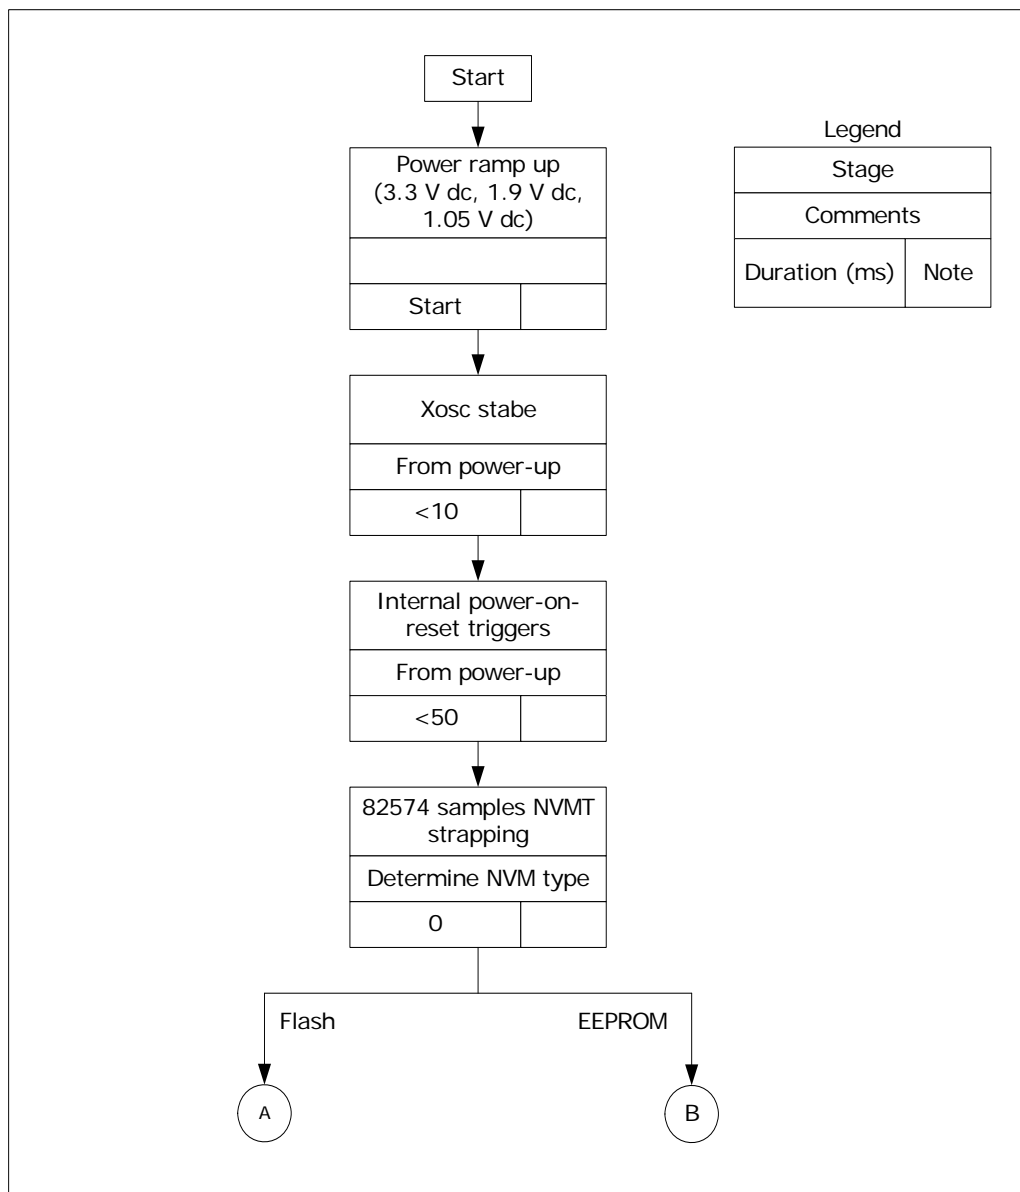 Start
Power ramp up
(3.3 V dc, 1.9 V dc,
1.05 V dc)
Start
Legend
Stage
Comments
Duration (ms) Note
Xosc stabe
From power-up
<10
Internal power-on-
reset triggers
From power-up
<50
82574 samples NVMT
strapping
Determine NVM type
0
Flash
EEPROM
A
B